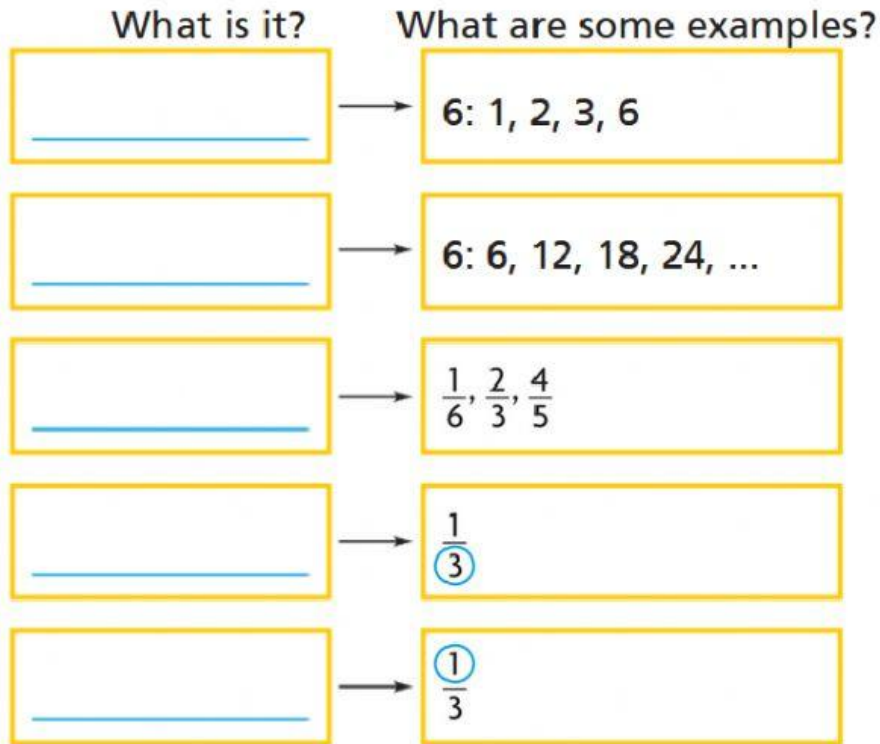 What is it? What are some examples?
6: 1, 2, 3, 6
6: 6, 12, 18, 24, ...
1/6, 2/3, 4/5
1/3
1/3